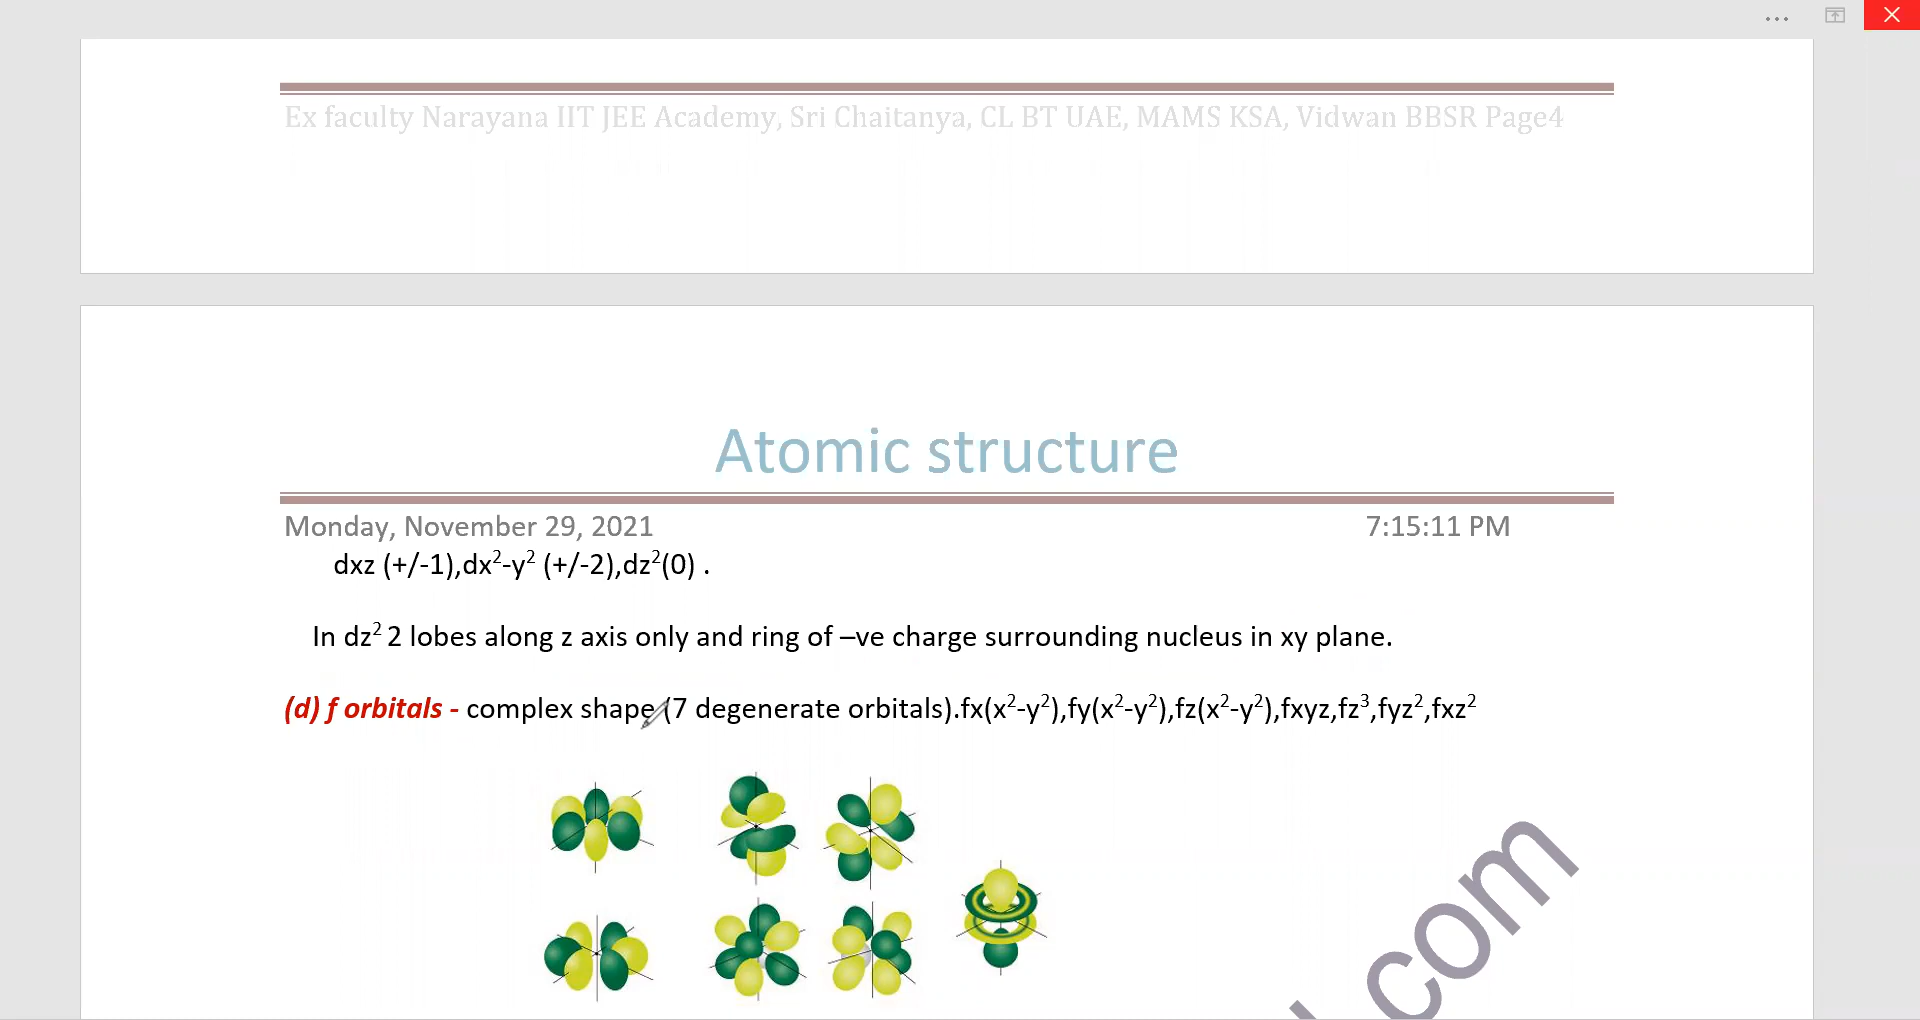 Ex faculty Narayana IIT JEE Academy, Sri Chaitanya, CL BT UAE, MAMS KSA, Vidwan BBSR Page4
Atomic structure
Monday, November 29, 2021 7:15:11 PM
dxz (+/-1),dx²-y² (+/-2),dz²(0) .
In dz² 2 lobes along z axis only and ring of –ve charge surrounding nucleus in xy plane.
(d) f orbitals - complex shape (7 degenerate orbitals).fx(x²-y²),fy(x²-y²),fz(x²-y²),fxyz,fz³,fyz²,fxz²
.com